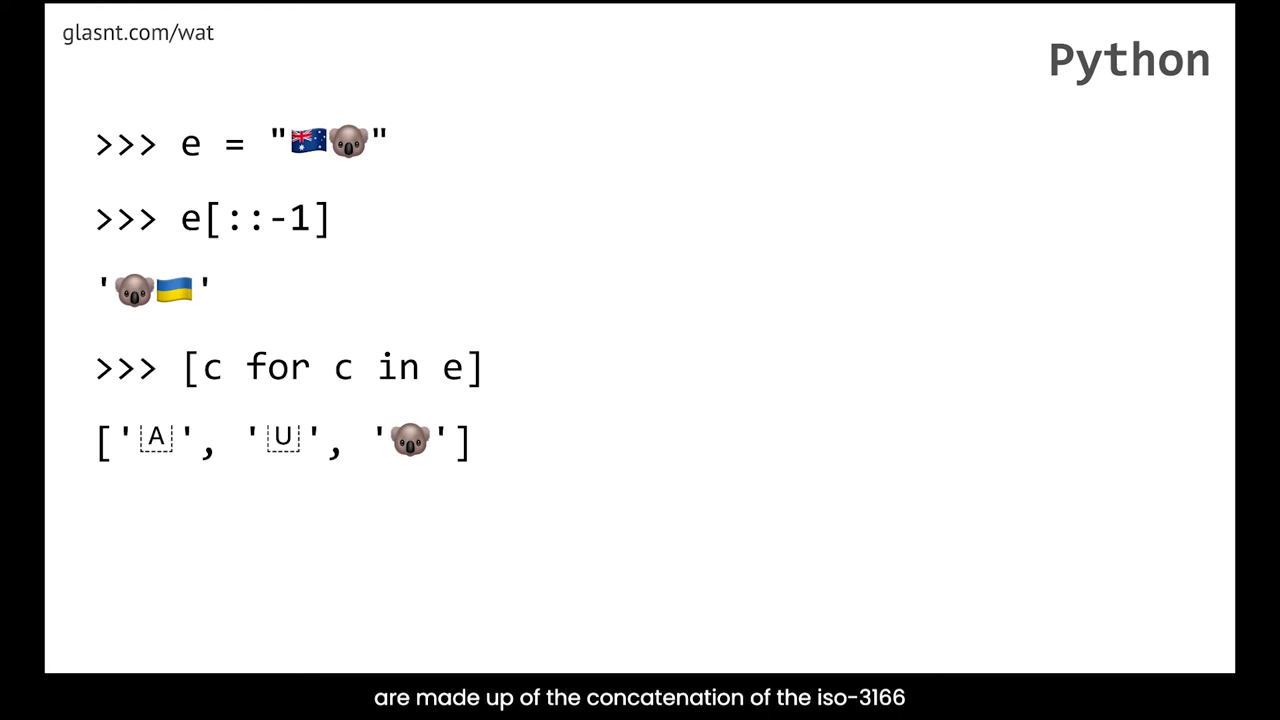 glasnt.com/wat
Python
>>> e = "🇦🇺🐨"
>>> e[::-1]
'🐨🇺🇦'
>>> [c for c in e]
['🇦', '🇺', '🐨']
are made up of the concatenation of the iso-3166